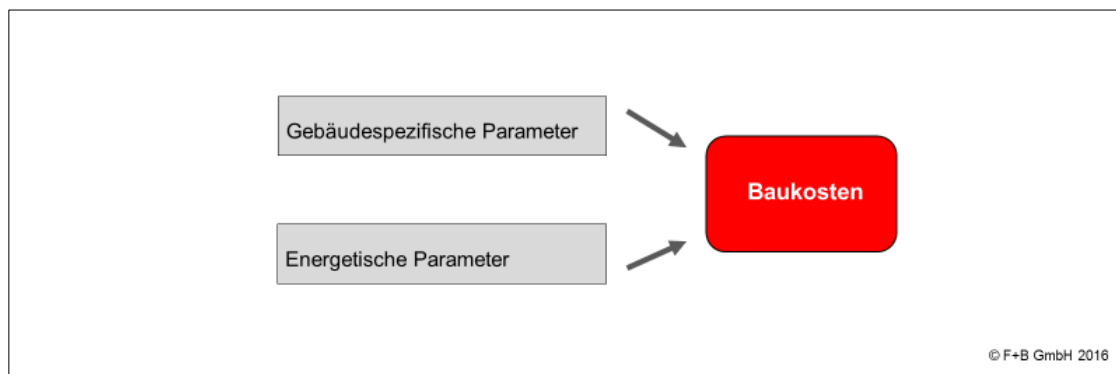 Gebäudespezifische Parameter
Baukosten
Energetische Parameter
© F+B GmbH 2016